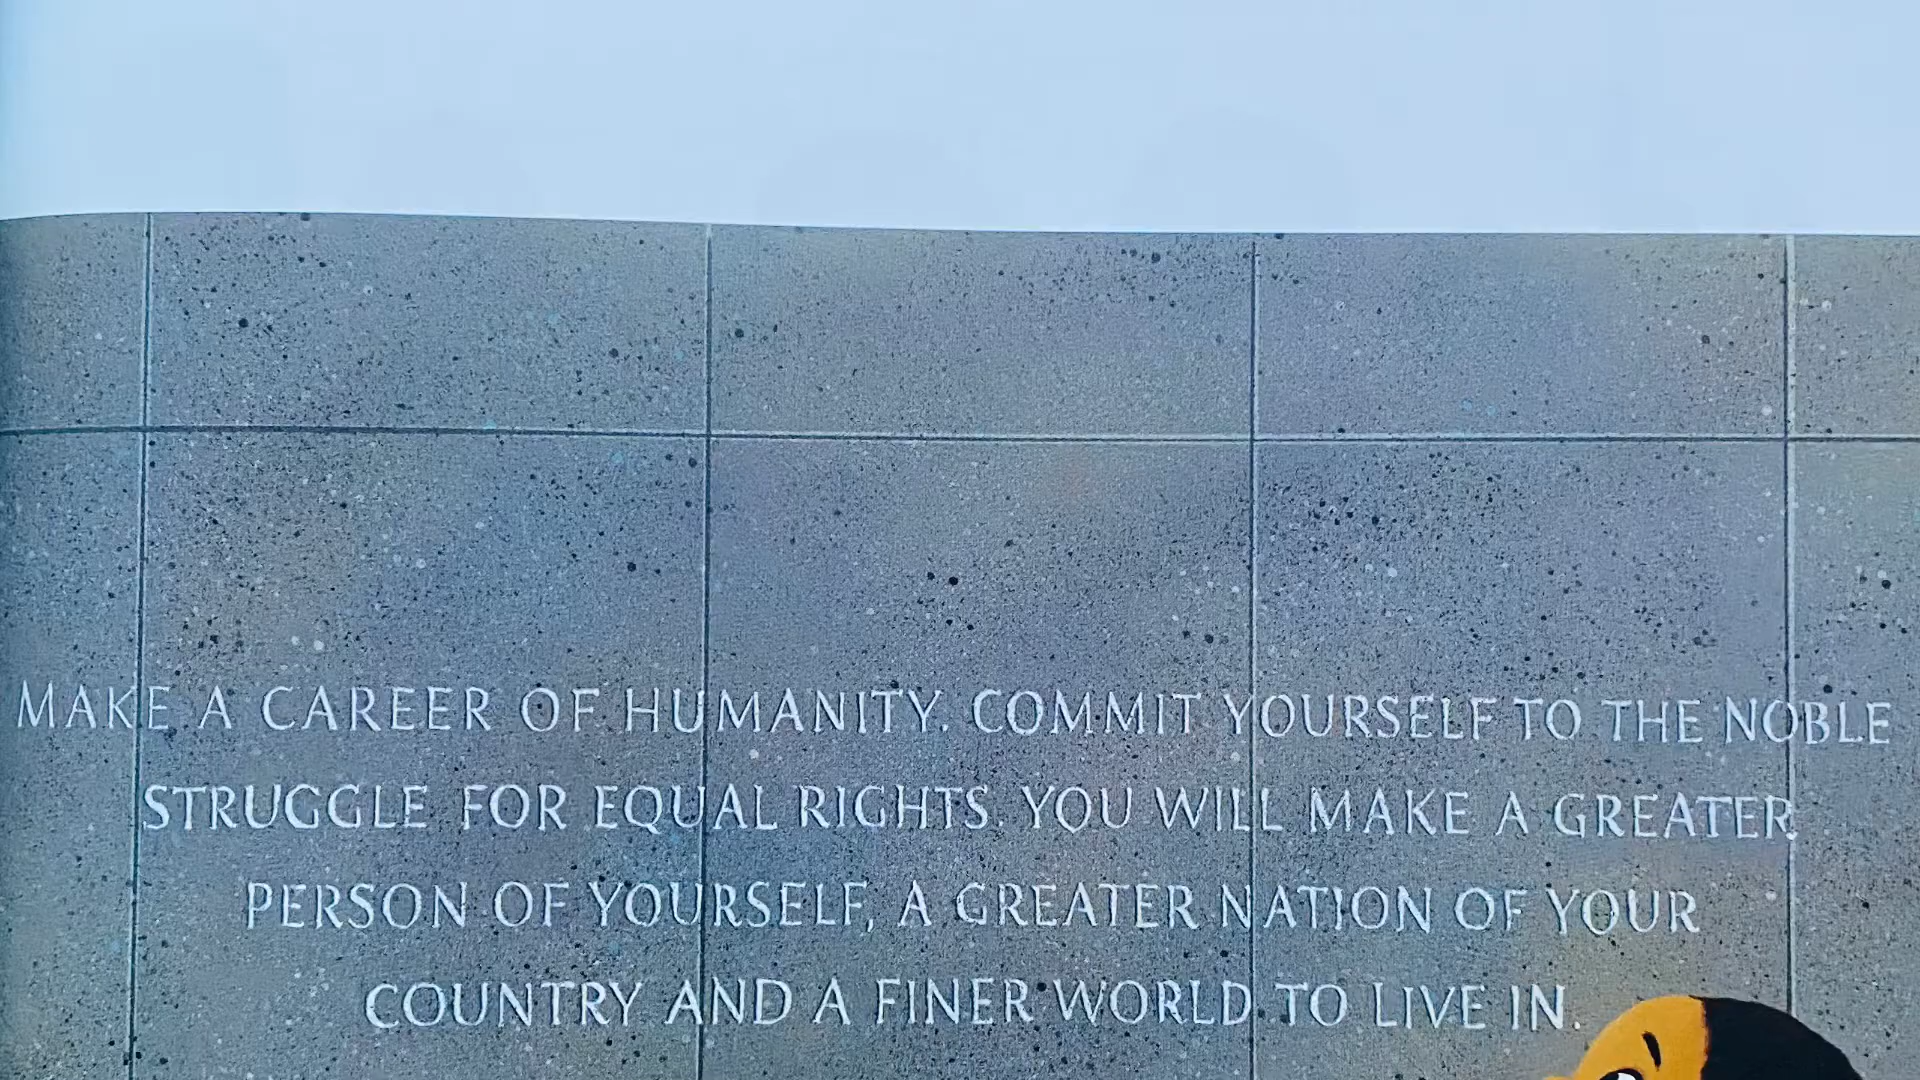 MAKE A CAREER OF HUMANITY. COMMIT YOURSELF TO THE NOBLE
STRUGGLE FOR EQUAL RIGHTS. YOU WILL MAKE A GREATER
PERSON OF YOURSELF, A GREATER NATION OF YOUR
COUNTRY AND A FINER WORLD TO LIVE IN.